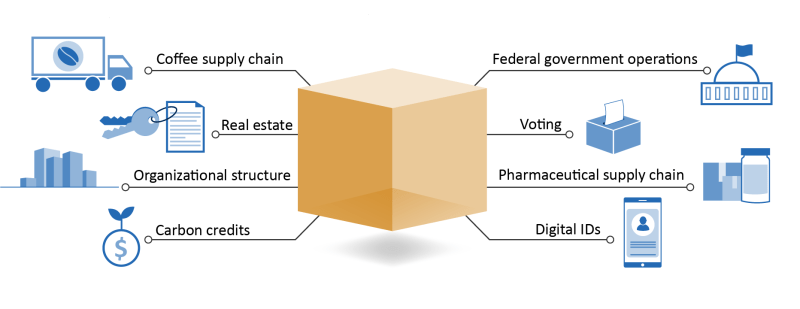 Coffee supply chain
Federal government operations
Real estate
Voting
Organizational structure
Pharmaceutical supply chain
Carbon credits
$
Digital IDs